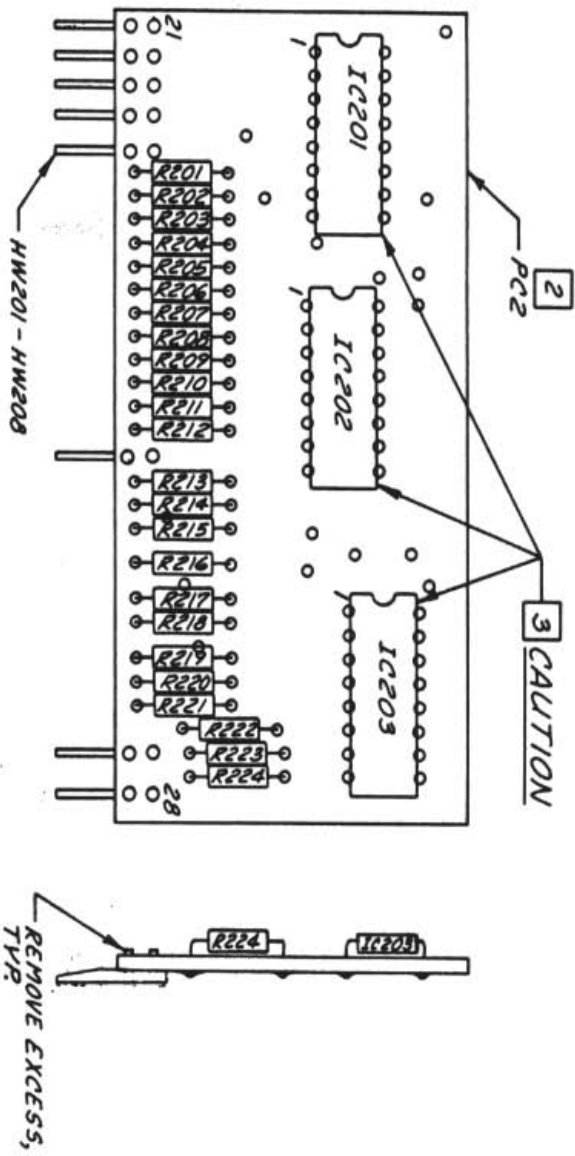 2
PC2
3 CAUTION
21
1
IC201
1
IC202
1
IC203
R201
R202
R203
R204
R205
R206
R207
R208
R209
R210
R211
R212
R213
R214
R215
R216
R217
R218
R219
R220
R221
R222
R223
R224
28
HW201-HW208
R224
IC203
REMOVE EXCESS,
TYP.